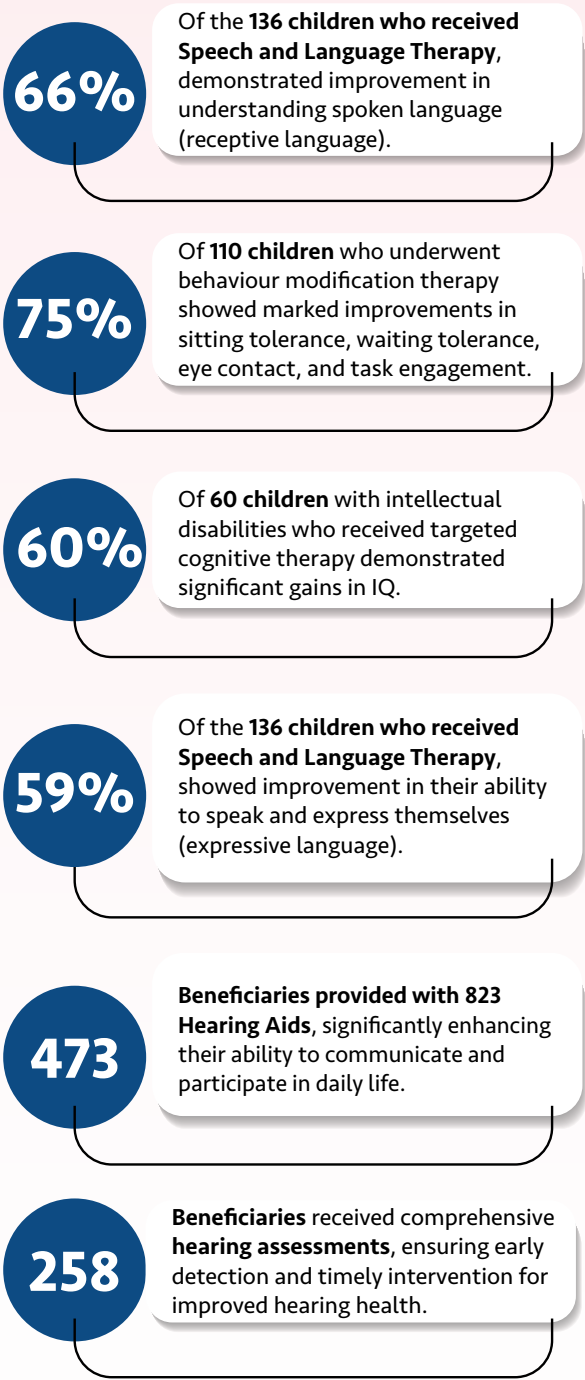 66%
Of the 136 children who received
Speech and Language Therapy,
demonstrated improvement in
understanding spoken language
(receptive language).
75%
Of 110 children who underwent
behaviour modification therapy
showed marked improvements in
sitting tolerance, waiting tolerance,
eye contact, and task engagement.
60%
Of 60 children with intellectual
disabilities who received targeted
cognitive therapy demonstrated
significant gains in IQ.
59%
Of the 136 children who received
Speech and Language Therapy,
showed improvement in their ability
to speak and express themselves
(expressive language).
473
Beneficiaries provided with 823
Hearing Aids, significantly enhancing
their ability to communicate and
participate in daily life.
258
Beneficiaries received comprehensive
hearing assessments, ensuring early
detection and timely intervention for
improved hearing health.